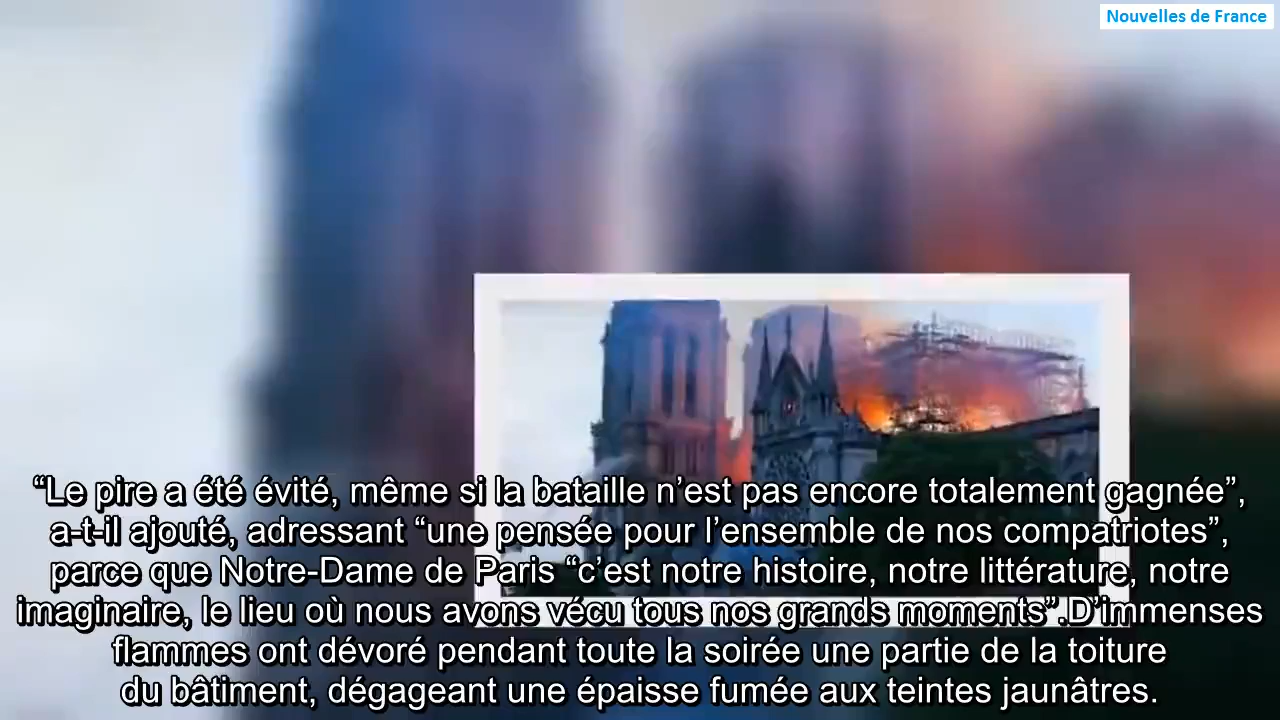 Nouvelles de France
“Le pire a été évité, même si la bataille n’est pas encore totalement gagnée”,
a-t-il ajouté, adressant “une pensée pour l’ensemble de nos compatriotes”,
parce que Notre-Dame de Paris “c’est notre histoire, notre littérature, notre
imaginaire, le lieu où nous avons vécu tous nos grands moments”.D’immenses
flammes ont dévoré pendant toute la soirée une partie de la toiture
du bâtiment, dégageant une épaisse fumée aux teintes jaunâtres.